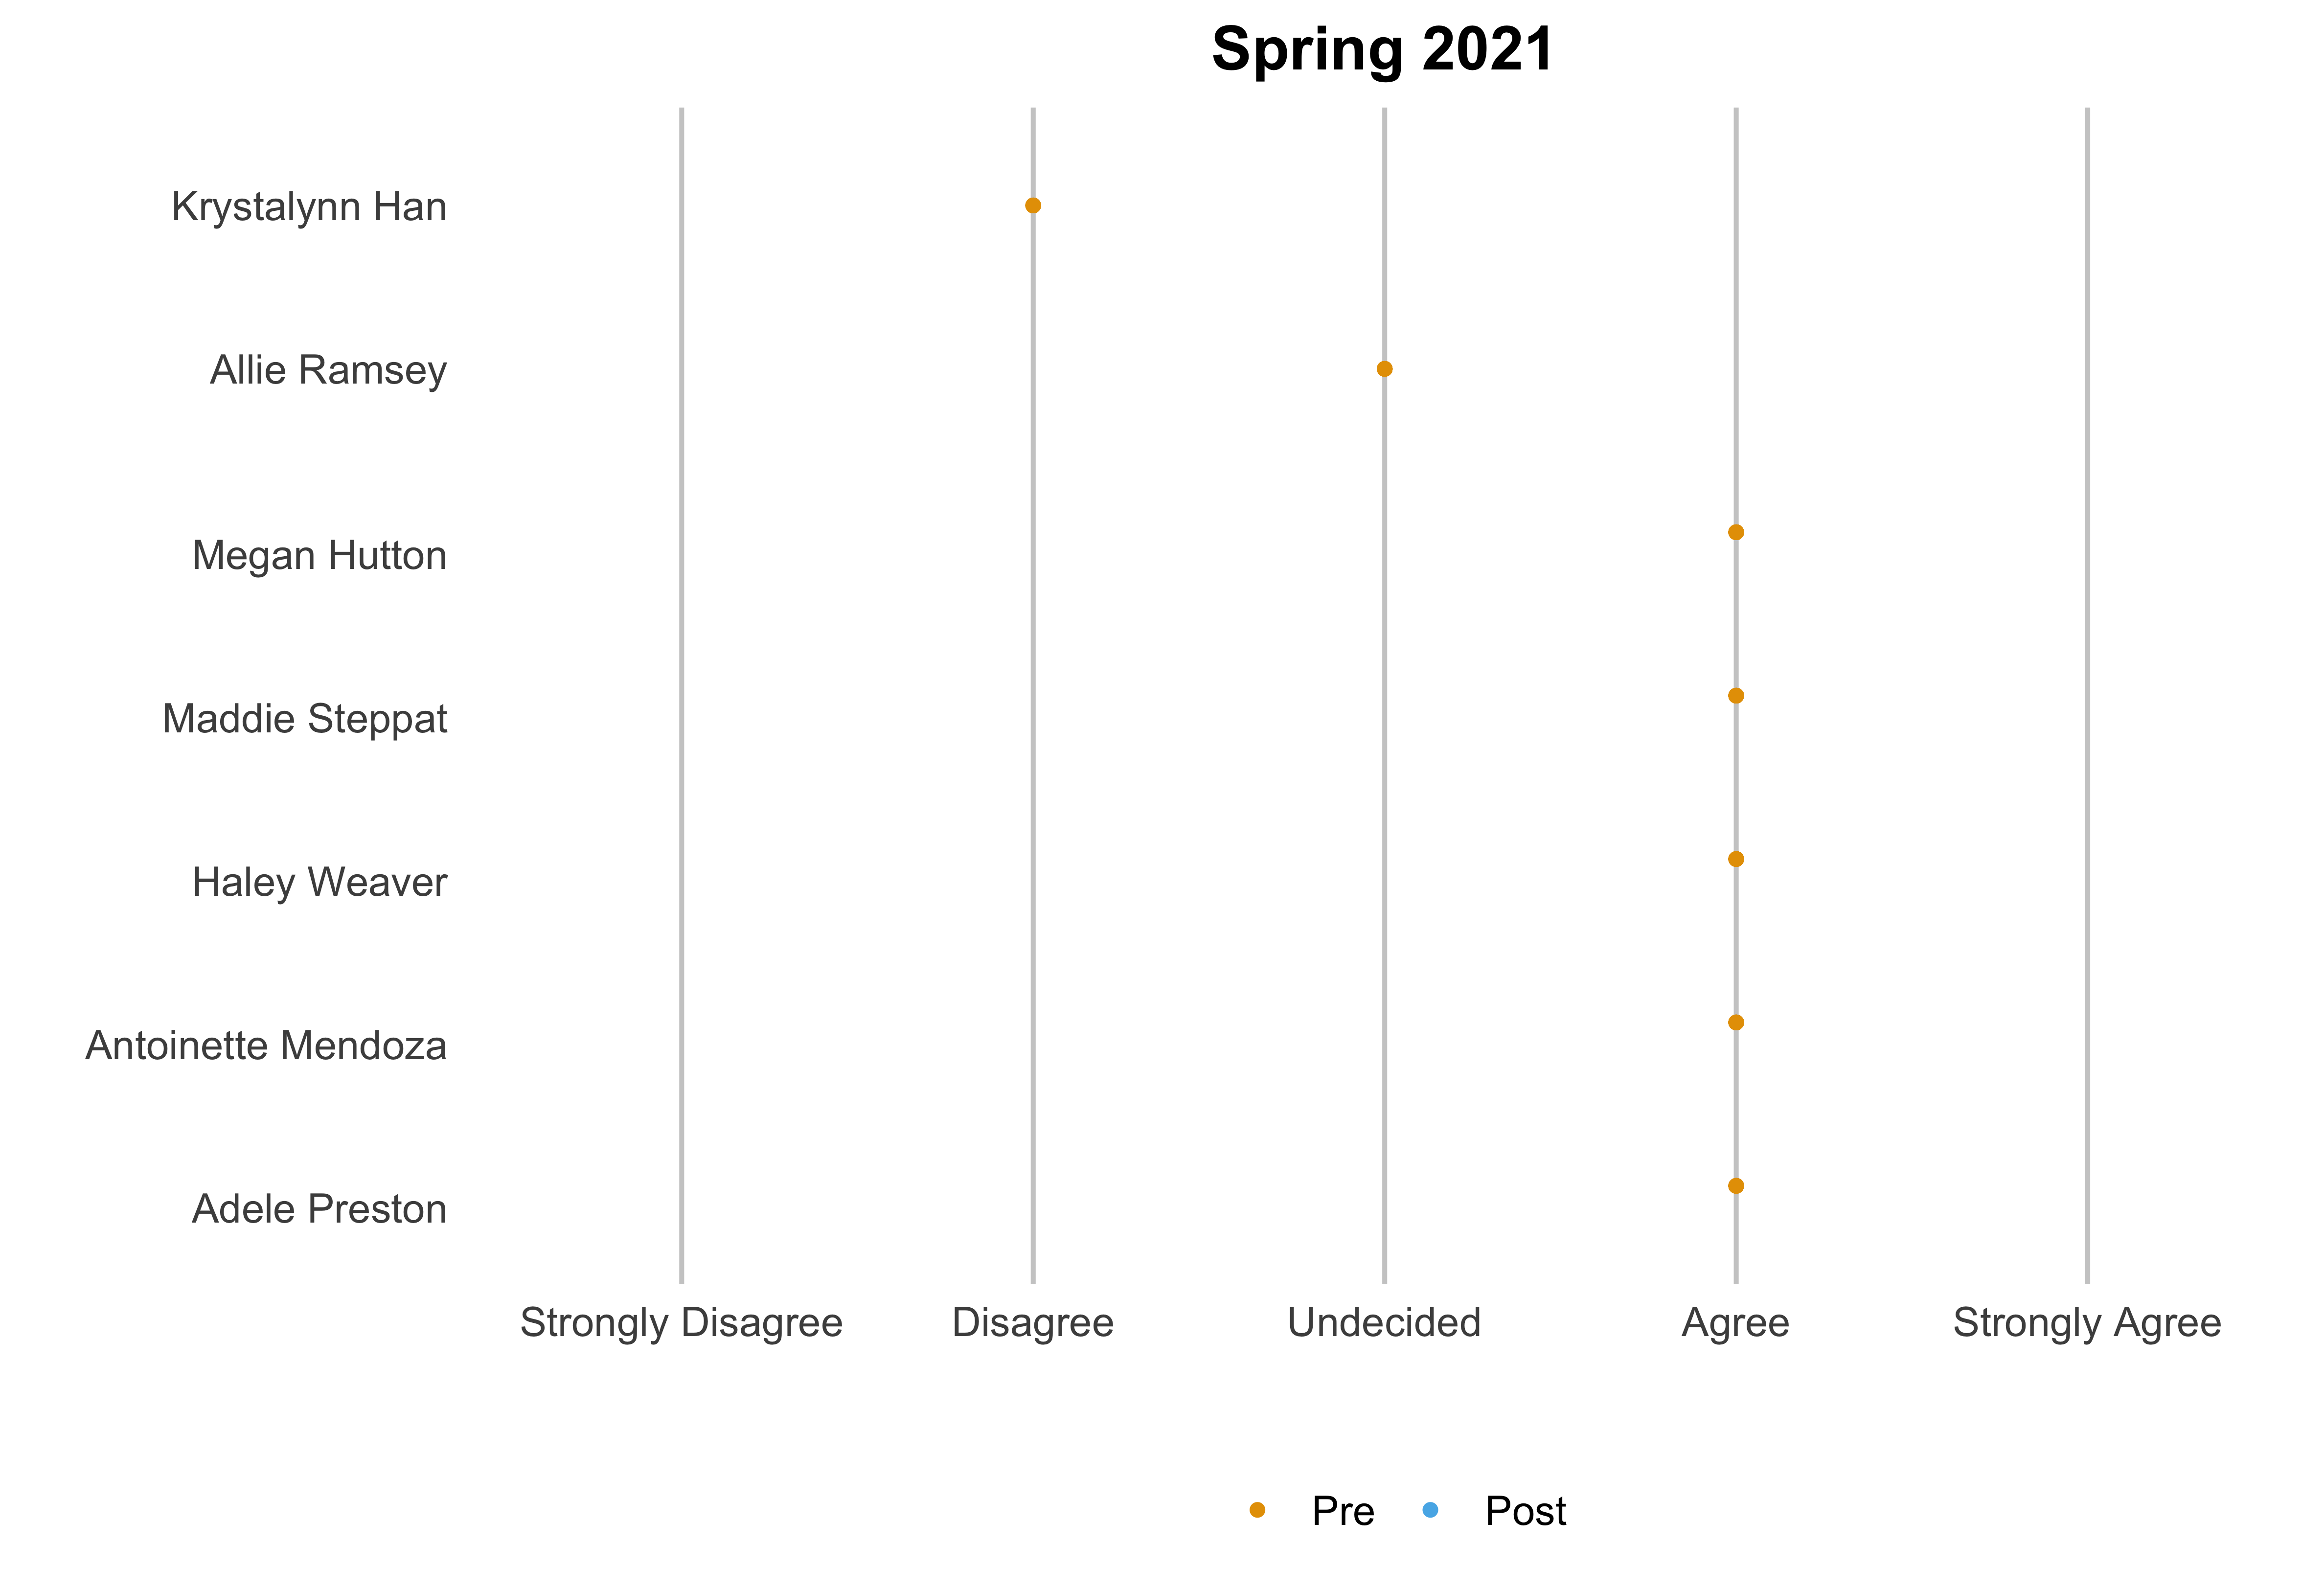 Spring 2021
Krystalynn Han
Allie Ramsey
Megan Hutton
Maddie Steppat
Haley Weaver
Antoinette Mendoza
Adele Preston
Strongly Disagree Disagree Undecided Agree Strongly Agree
Pre Post